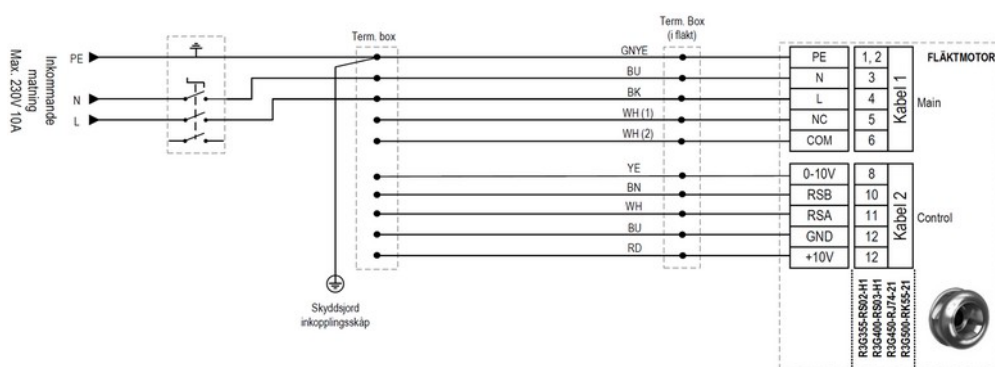 Inkommande
matning
Max. 230V 10A
PE
N
L
Term. box
Skyddsjord
inkopplingsskåp
Term. Box
(i fläkt)
GNYE
BU
BK
WH (1)
WH (2)
YE
BN
WH
BU
RD
FLÄKTMOTOR
PE 1, 2
N 3
L 4
NC 5
COM 6
Kabel 1
Main
0-10V 8
RSB 10
RSA 11
GND 12
+10V 12
Kabel 2
Control
R3G355-RS02-H1
R3G400-RS03-H1
R3G450-RJ74-21
R3G500-RK55-21